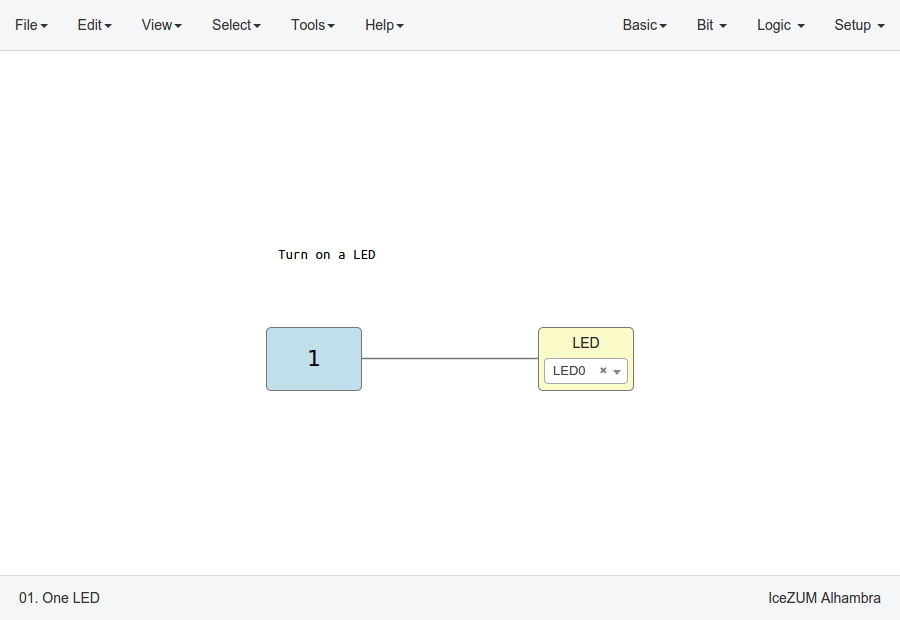 File Edit View Select Tools Help Basic Bit Logic Setup
Turn on a LED
1
LED
LED0 ×
01. One LED IceZUM Alhambra